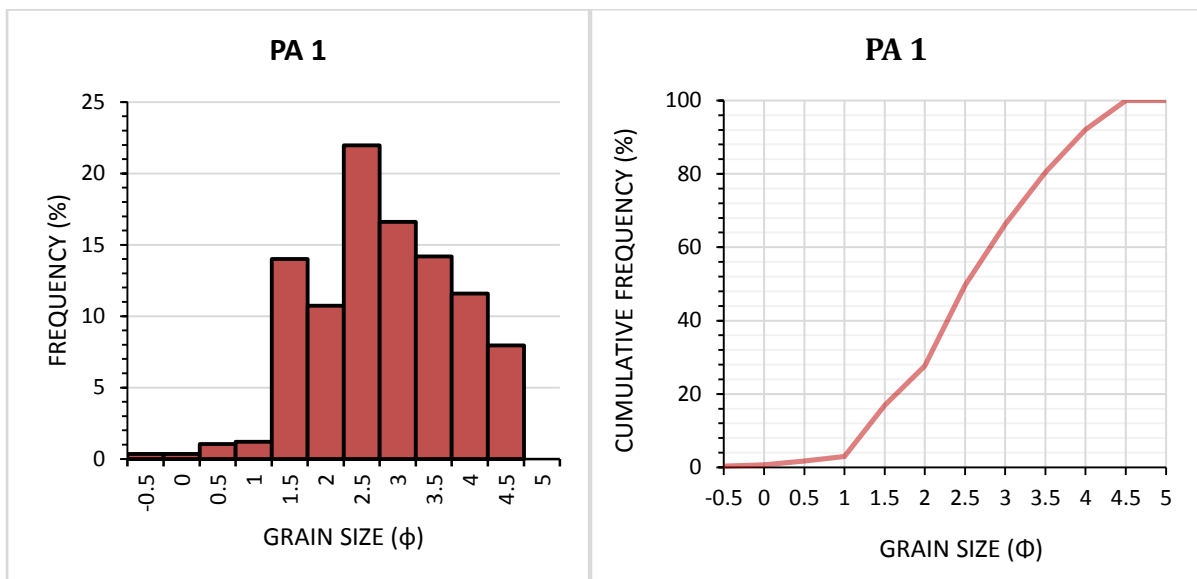 PA 1
FREQUENCY (%)
25
20
15
10
5
0
-0.5 0 0.5 1 1.5 2 2.5 3 3.5 4 4.5 5
GRAIN SIZE (ϕ)
PA 1
CUMULATIVE FREQUENCY (%)
100
80
60
40
20
0
-0.5 0 0.5 1 1.5 2 2.5 3 3.5 4 4.5 5
GRAIN SIZE (Φ)